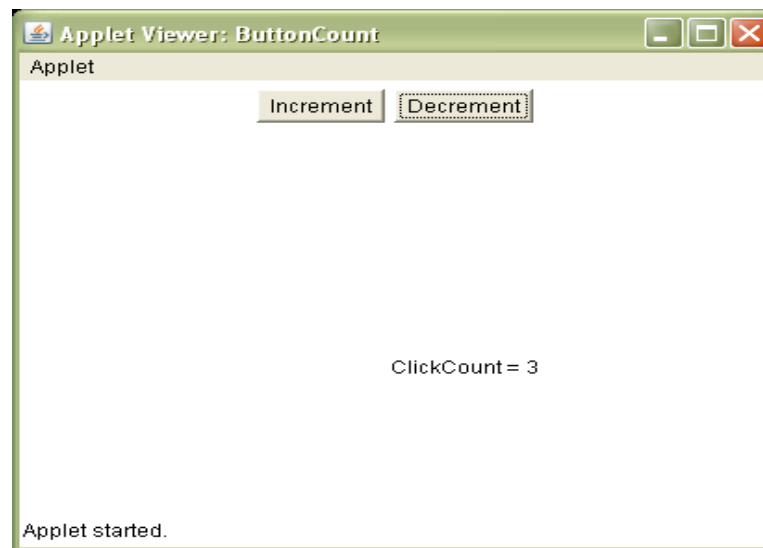 Applet Viewer: ButtonCount
Applet
Increment Decrement
ClickCount = 3
Applet started.